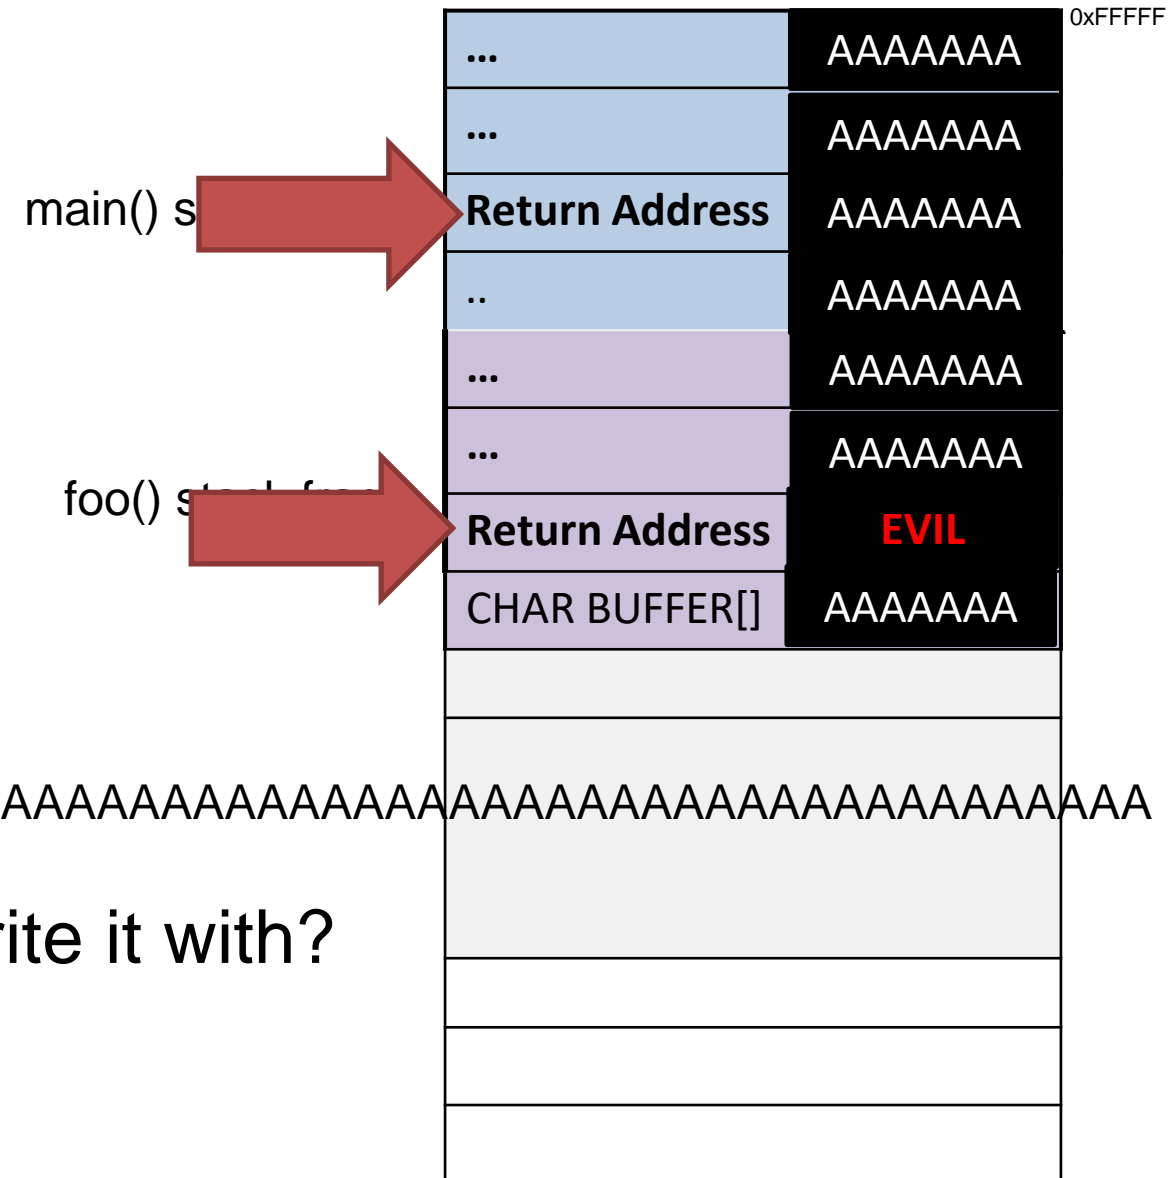 0xFFFFF
... AAAAAAA
... AAAAAAA
main() s Return Address AAAAAAA
.. AAAAAAA
... AAAAAAA
... AAAAAAA
foo() Return Address EVIL
CHAR BUFFER[] AAAAAAA
AAAAAAAAAAAAAAAAAAAAAAAAAAAAAAAAAAAA
rite it with?